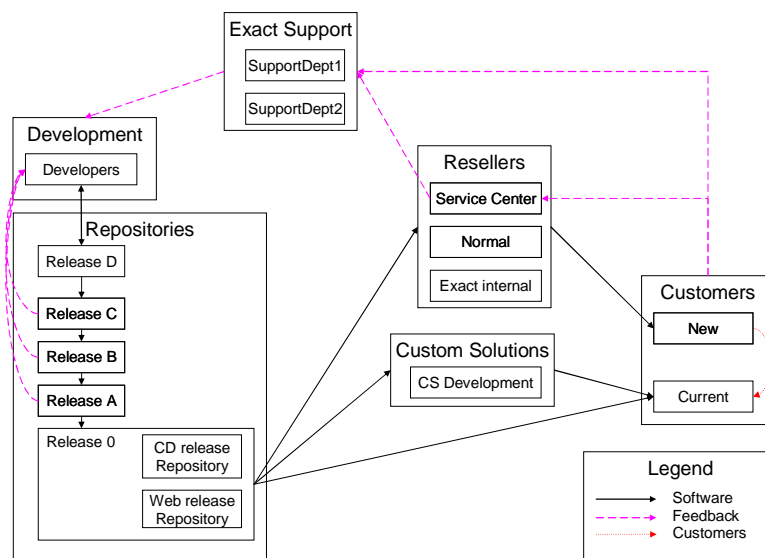 Exact Support
SupportDept1
SupportDept2
Development
Developers
Resellers
Service Center
Normal
Exact internal
Repositories
Release D
Release C
Release B
Release A
Release 0
CD release
Repository
Web release
Repository
Custom Solutions
CS Development
Customers
New
Current
Legend
Software
Feedback
Customers